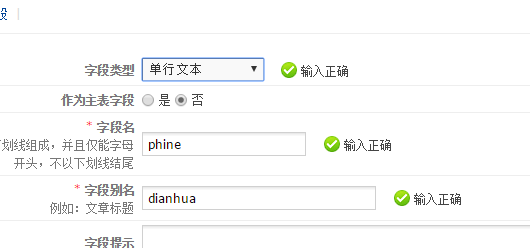 段
字段类型 单行文本 输入正确
作为主表字段 是 否
* 字段名
下划线组成，并且仅能字母 phine 输入正确
开头，不以下划线结尾
* 字段别名 dianhua 输入正确
例如：文章标题
字段提示